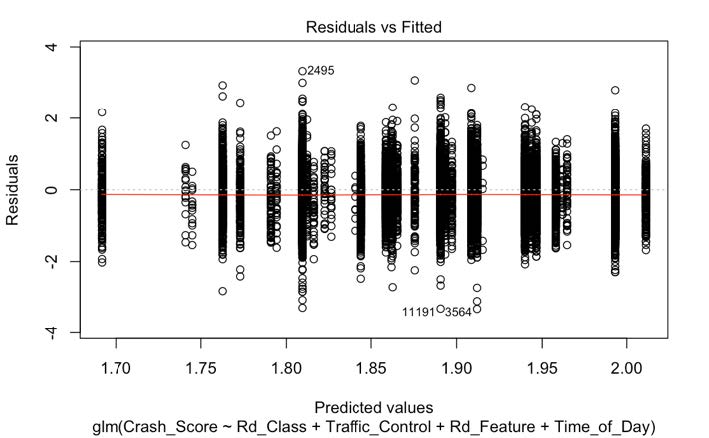 Residuals vs Fitted
Residuals
4
2
0
-2
-4
2495
11191 3564
1.70 1.75 1.80 1.85 1.90 1.95 2.00
Predicted values
glm(Crash_Score ~ Rd_Class + Traffic_Control + Rd_Feature + Time_of_Day)